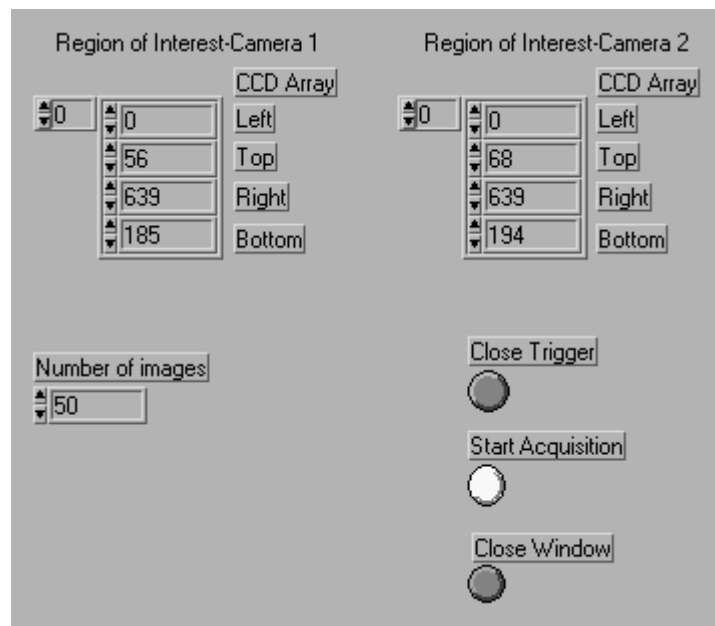 Region of Interest-Camera 1
CCD Array
0
0 Left
56 Top
639 Right
185 Bottom
Region of Interest-Camera 2
CCD Array
0
0 Left
68 Top
639 Right
194 Bottom
Number of images
50
Close Trigger
Start Acquisition
Close Window